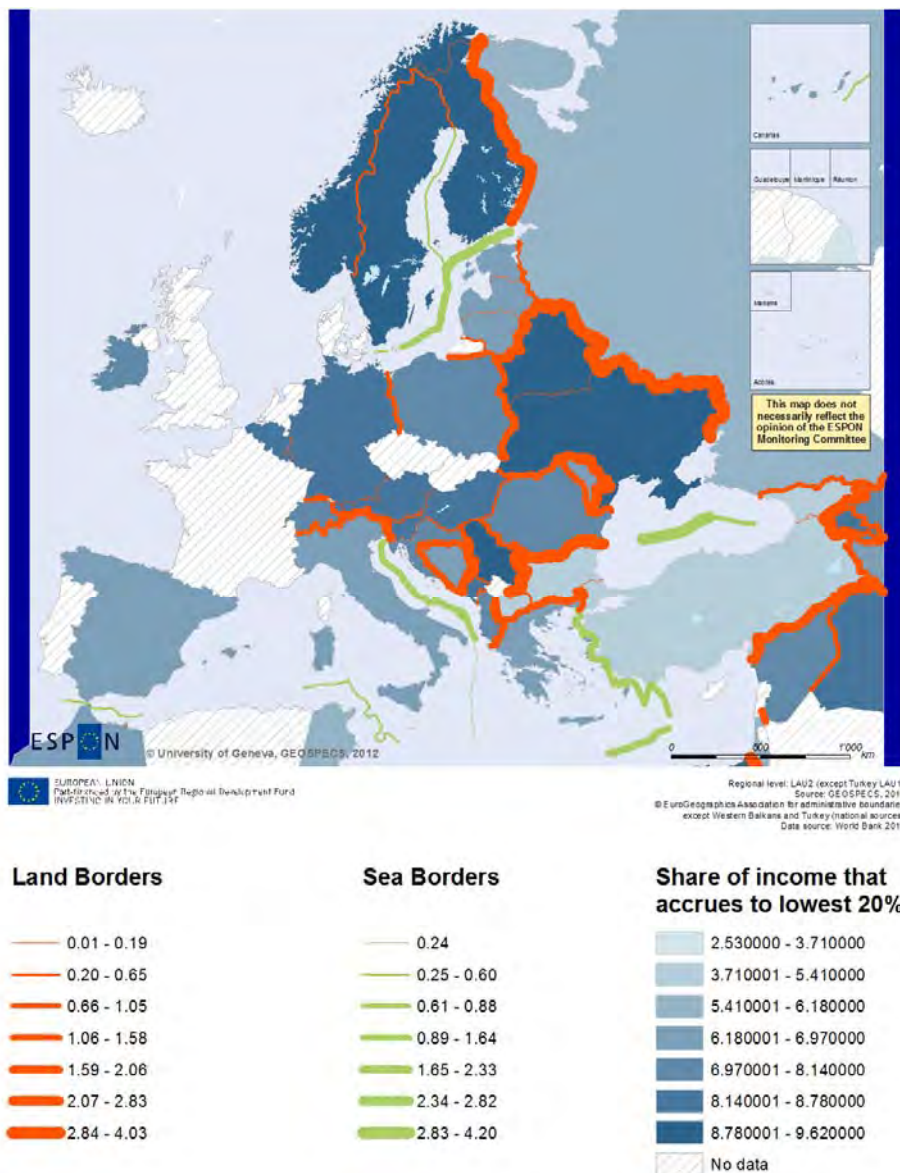 Canarias
Guadeloupe Martinique Réunion
Madeira
Acores
This map does not
necessarily reflect the
opinion of the ESPON
Monitoring Committee
ESPON
© University of Geneva, GEOSPECS, 2012
0 500 1000
km
EUROPEAN UNION
Part-financed by the European Regional Development Fund
INVESTING IN YOUR FUTURE
Regional level: LAU2 (except Turkey LAU1
Source: GEOSPECS, 201
© EuroGeographics Association for administrative boundarie
except Western Balkans and Turkey (national sources
Data source: World Bank 201
Land Borders
0.01 - 0.19
0.20 - 0.65
0.66 - 1.05
1.06 - 1.58
1.59 - 2.06
2.07 - 2.83
2.84 - 4.03
Sea Borders
0.24
0.25 - 0.60
0.61 - 0.88
0.89 - 1.64
1.65 - 2.33
2.34 - 2.82
2.83 - 4.20
Share of income that
accrues to lowest 20%
2.530000 - 3.710000
3.710001 - 5.410000
5.410001 - 6.180000
6.180001 - 6.970000
6.970001 - 8.140000
8.140001 - 8.780000
8.780001 - 9.620000
No data